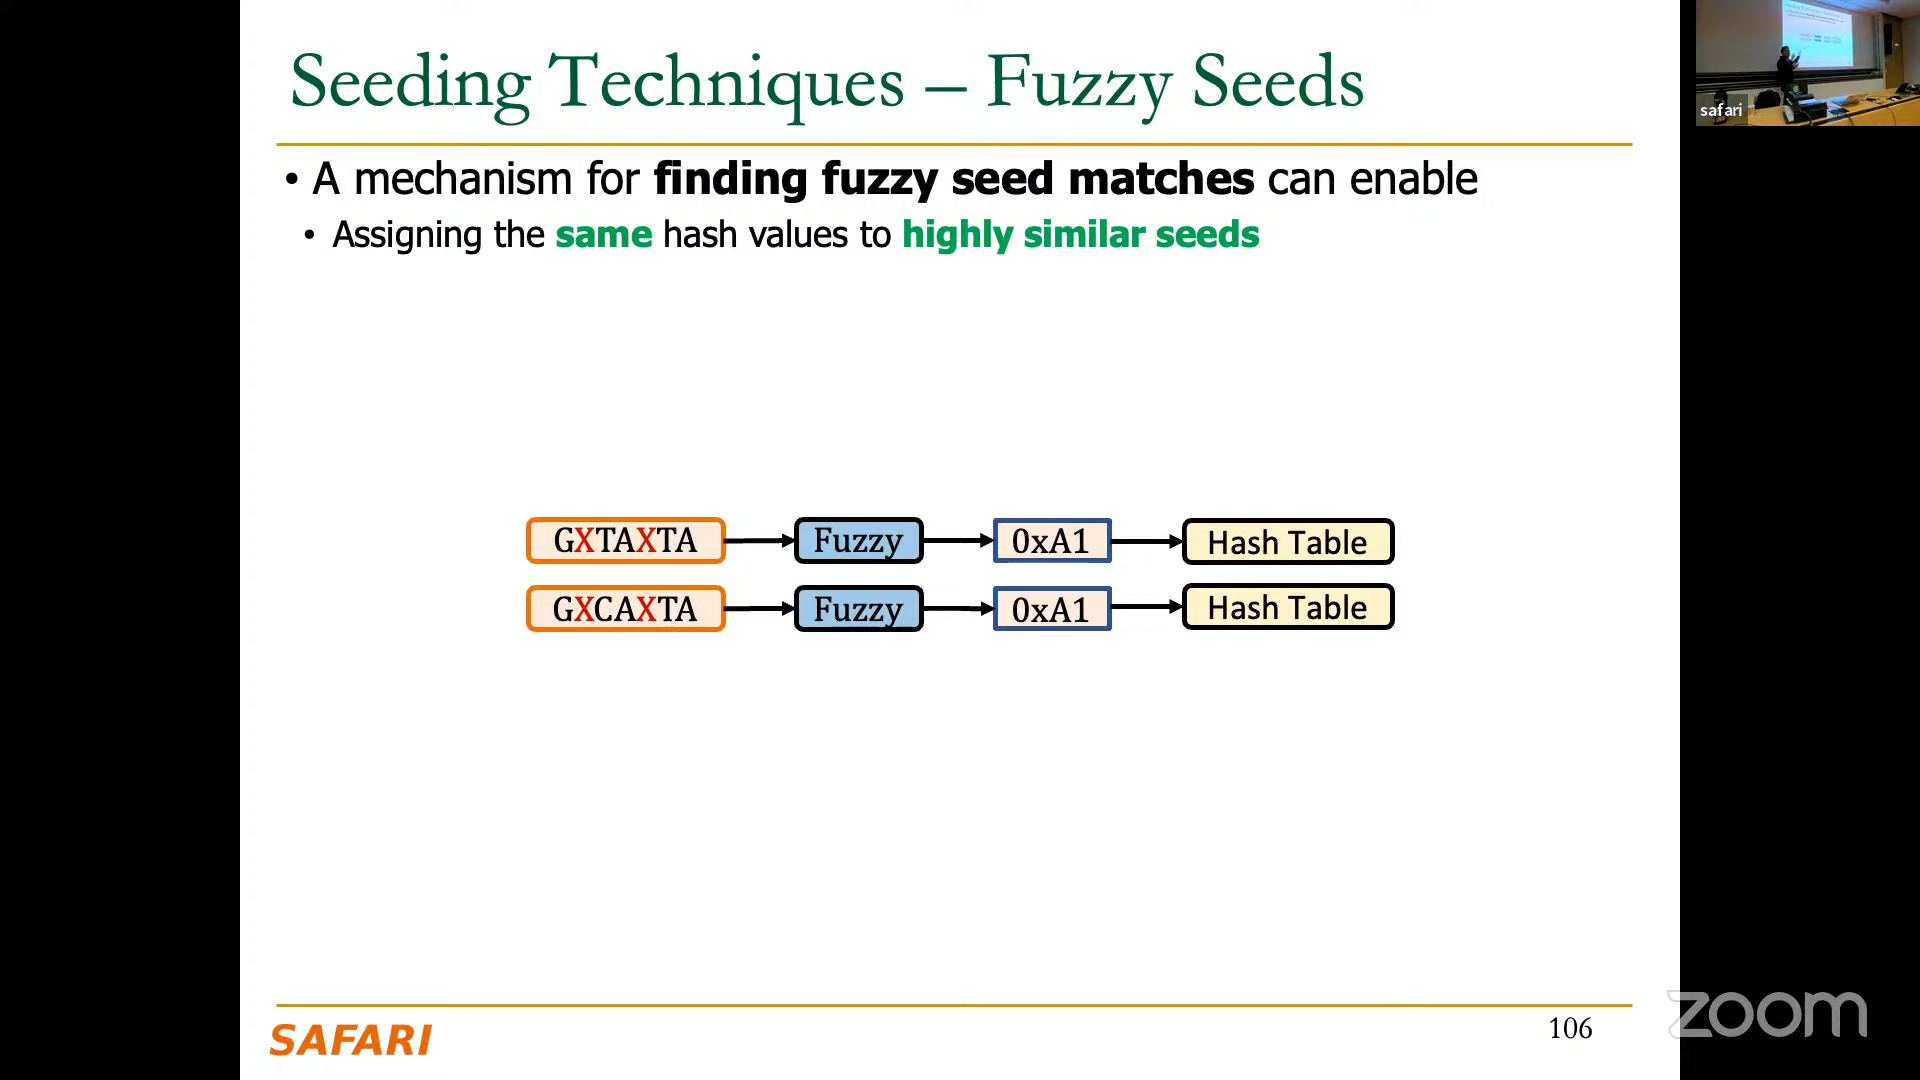 Seeding Techniques – Fuzzy Seeds
safari
• A mechanism for finding fuzzy seed matches can enable
• Assigning the same hash values to highly similar seeds
GXTAXTA Fuzzy 0xA1 Hash Table
GXCAXTA Fuzzy 0xA1 Hash Table
SAFARI
106
zoom